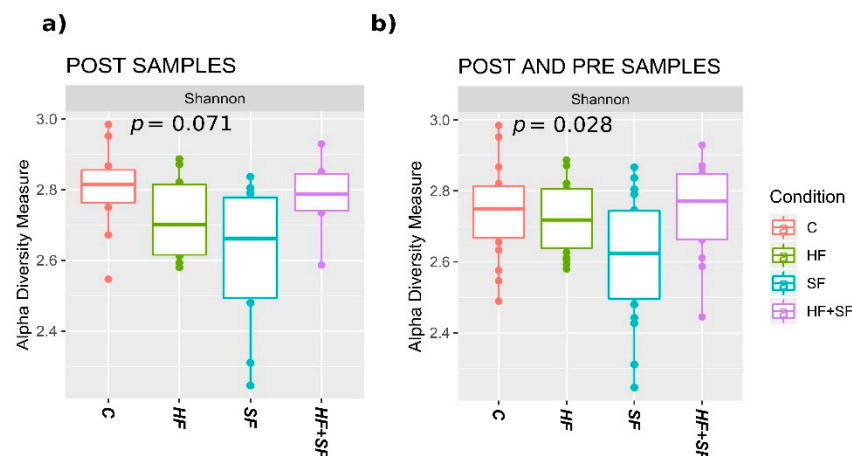 a)
POST SAMPLES
Shannon
p = 0.071
3.0
2.8
2.6
2.4
Alpha Diversity Measure
C
HF
SF
HF+SF
b)
POST AND PRE SAMPLES
Shannon
p = 0.028
3.0
2.8
2.6
2.4
Alpha Diversity Measure
C
HF
SF
HF+SF
Condition
C
HF
SF
HF+SF